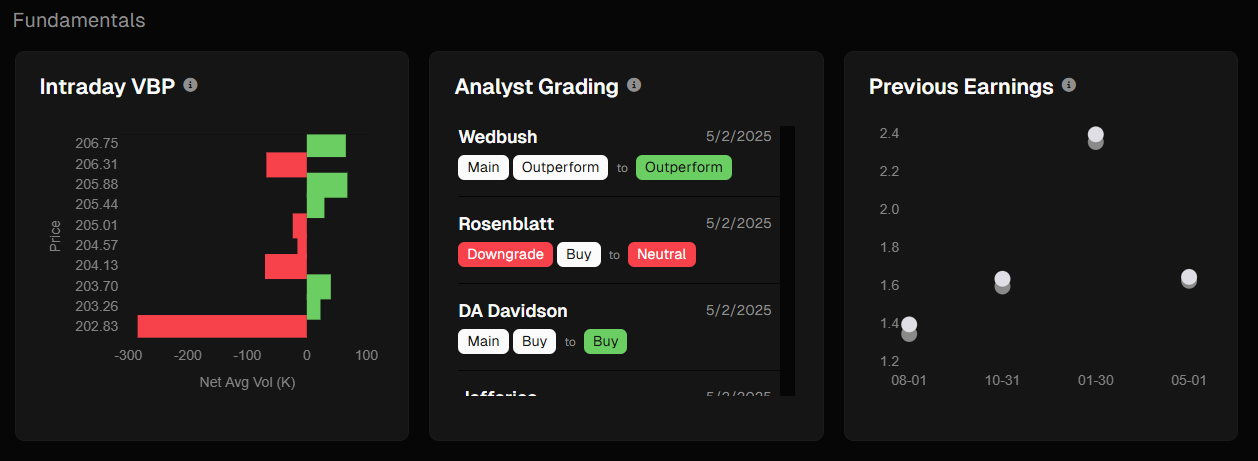 Fundamentals
Intraday VBP
206.75
206.31
205.88
205.44
205.01
204.57
204.13
203.70
203.26
202.83
Price
-300 -200 -100 0 100
Net Avg Vol (K)
Analyst Grading
Wedbush 5/2/2025
Main Outperform to Outperform
Rosenblatt 5/2/2025
Downgrade Buy to Neutral
DA Davidson 5/2/2025
Main Buy to Buy
Jefferies 5/2/2025
Previous Earnings
2.4
2.2
2.0
1.8
1.6
1.4
1.2
08-01 10-31 01-30 05-01